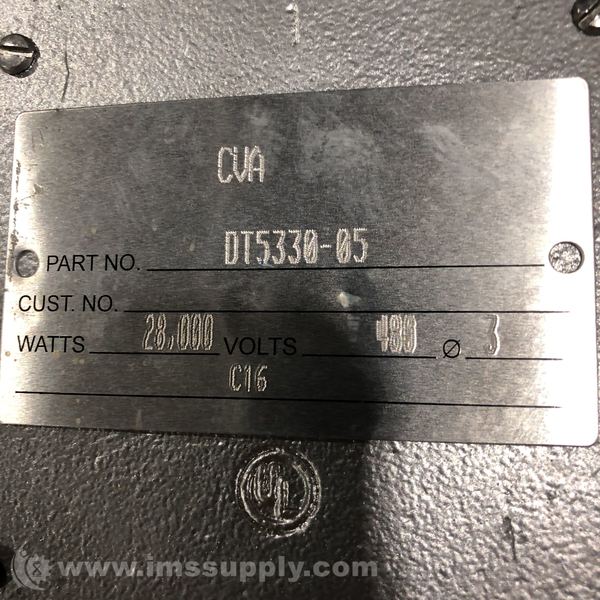 CVA
PART NO. DT5330-05
CUST. NO.
WATTS 28,000 VOLTS 480 Ø 3
C16
UL
www.imssupply.com